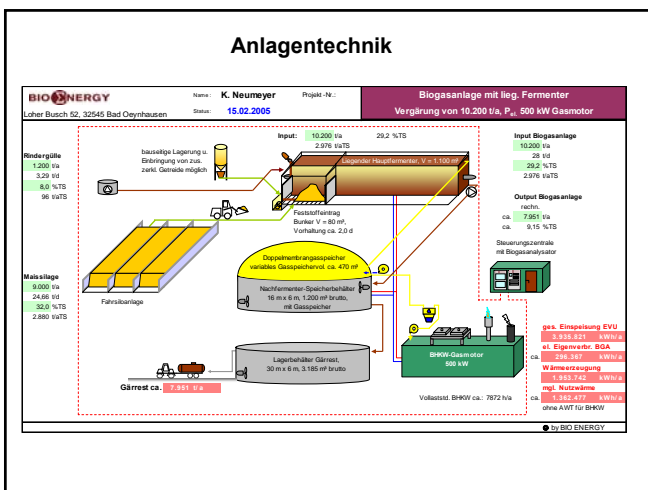 Anlagentechnik
BIOENERGY
Loher Busch 52, 32545 Bad Oeynhausen
Name: K. Neumeyer Projekt -Nr.:
Status: 15.02.2005
Biogasanlage mit lieg. Fermenter
Vergärung von 10.200 t/a, Pel. 500 kW Gasmotor
Input: 10.200 t/a 29,2 %TS
2.976 t/aTS
Rindergülle
1.200 t/a
3,29 t/d
8,0 %TS
96 t/aTS
bauseitige Lagerung u.
Einbringung von zus.
zerkl. Getreide möglich
Liegender Hauptfermenter, V = 1.100 m³
Input Biogasanlage
10.200 t/a
28 t/d
29,2 %TS
2.976 t/aTS
Output Biogasanlage
rechn.
ca. 7.951 t/a
ca. 9,15 %TS
Feststoffeintrag
Bunker V = 80 m³,
Vorhaltung ca. 2,0 d
Steuerungszentrale
mit Biogasanalysator
Maissilage
9.000 t/a
24,66 t/d
32,0 %TS
2.880 t/aTS
Fahrsiloanlage
Doppelmembrangasspeicher
variables Gasspeichervol. ca. 470 m³
Nachfermenter-Speicherbehälter
16 m x 6 m, 1.200 m³ brutto,
mit Gasspeicher
Lagerbehälter Gärrest,
30 m x 6 m, 3.185 m³ brutto
Gärrest ca. 7.951 t/a
BHKW-Gasmotor
500 kW
Vollaststd. BHKW ca.: 7872 h/a
ges. Einspeisung EVU
3.935.821 kWh/a
el. Eigenverbr. BGA
ca. 296.367 kWh/a
Wärmeerzeugung
1.953.742 kWh/a
mgl. Nutzwärme
ca. 1.362.477 kWh/a
ohne AWT für BHKW
by BIO ENERGY